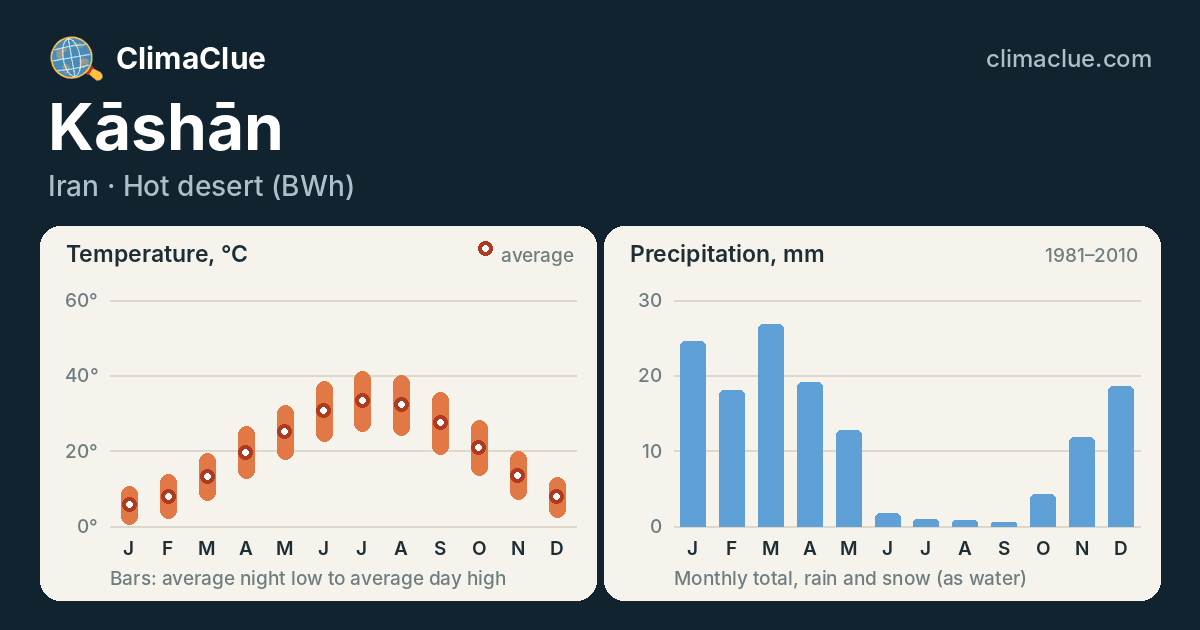 ClimaClue
climaclue.com
Kāshān
Iran · Hot desert (BWh)
Temperature, °C
average
60°
40°
20°
0°
J F M A M J J A S O N D
Bars: average night low to average day high
Precipitation, mm
1981–2010
30
20
10
0
J F M A M J J A S O N D
Monthly total, rain and snow (as water)